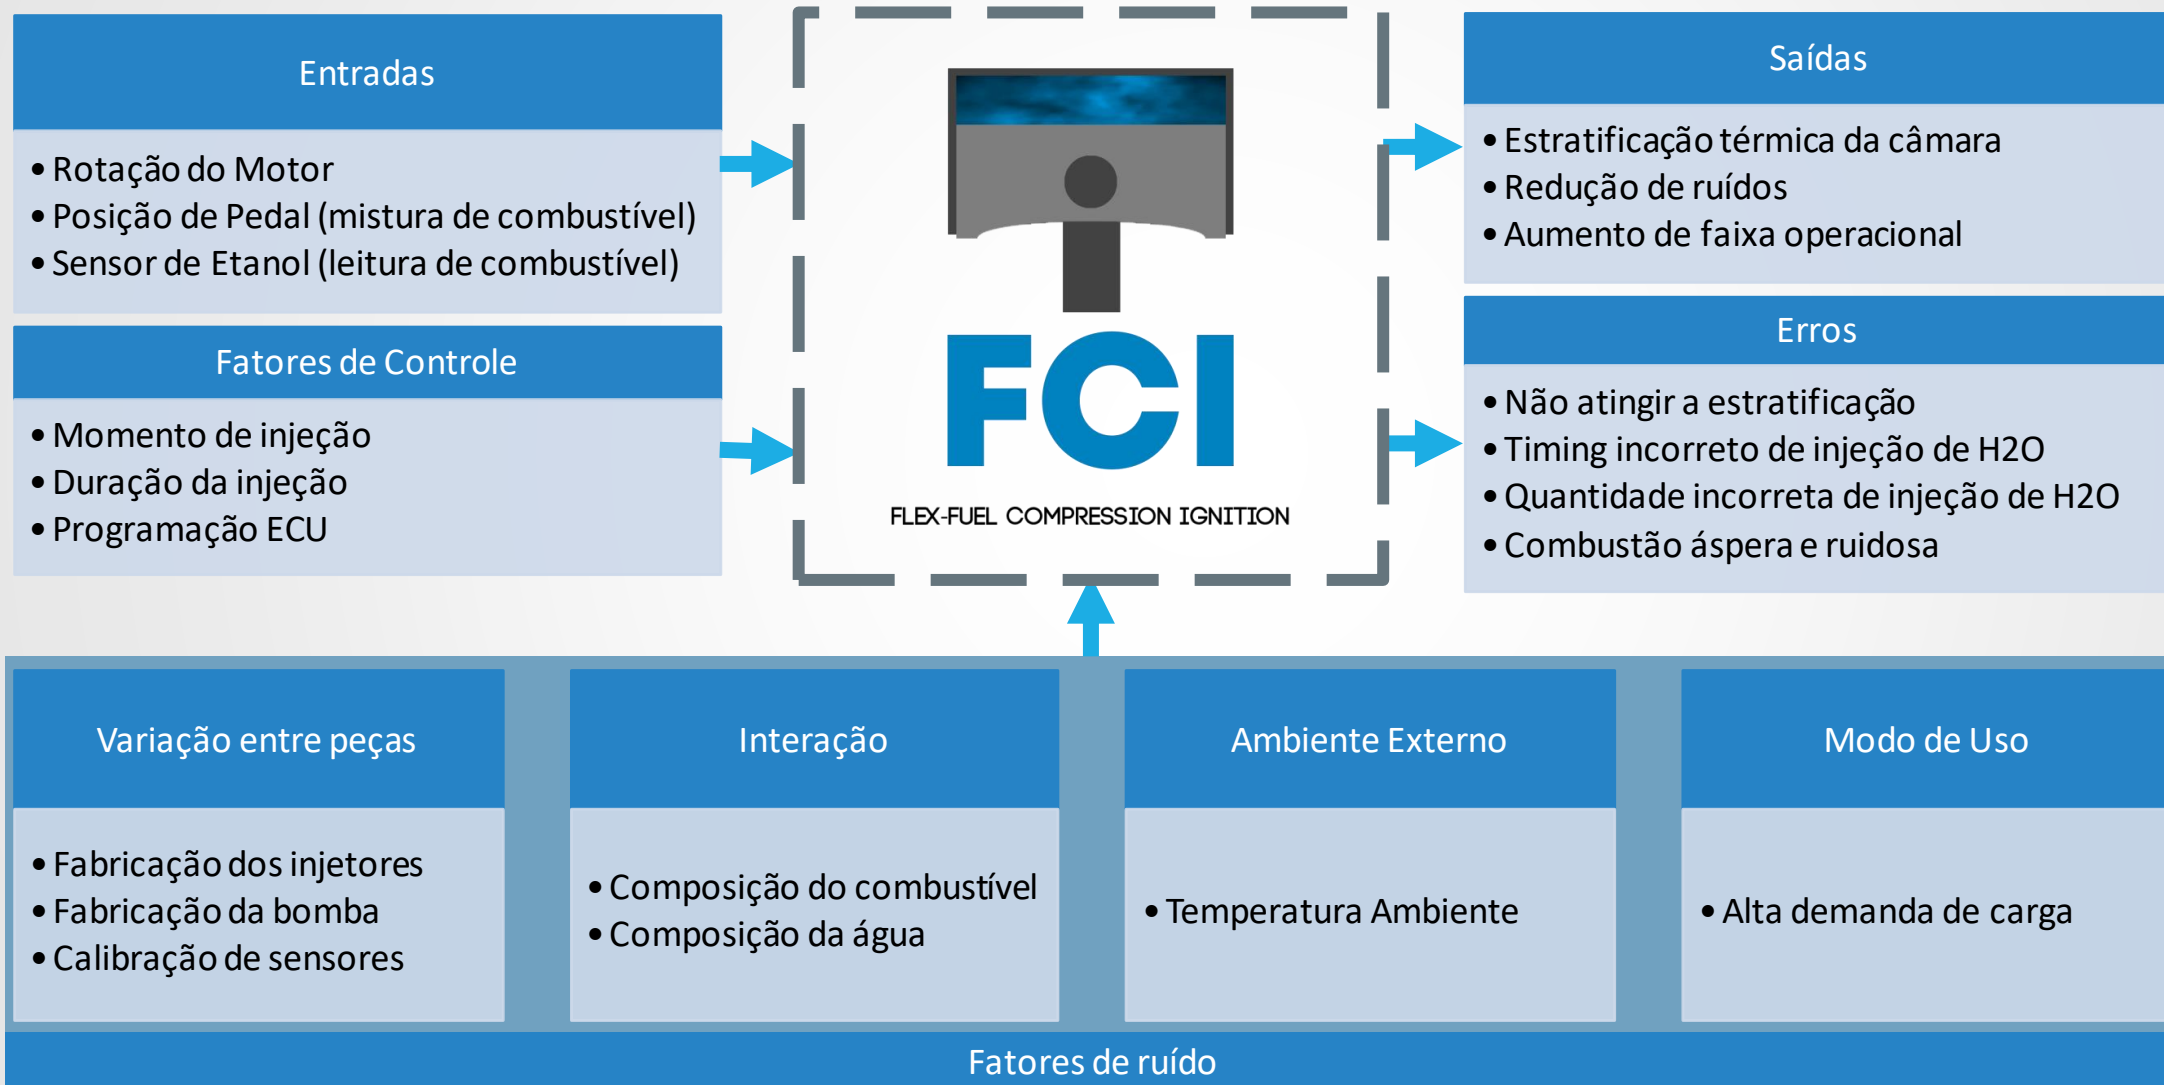 Entradas
• Rotação do Motor
• Posição de Pedal (mistura de combustível)
• Sensor de Etanol (leitura de combustível)
Fatores de Controle
• Momento de injeção
• Duração da injeção
• Programação ECU
FCI
FLEX-FUEL COMPRESSION IGNITION
Saídas
• Estratificação térmica da câmara
• Redução de ruídos
• Aumento de faixa operacional
Erros
• Não atingir a estratificação
• Timing incorreto de injeção de H2O
• Quantidade incorreta de injeção de H2O
• Combustão áspera e ruidosa
Variação entre peças
• Fabricação dos injetores
• Fabricação da bomba
• Calibração de sensores
Interação
• Composição do combustível
• Composição da água
Ambiente Externo
• Temperatura Ambiente
Modo de Uso
• Alta demanda de carga
Fatores de ruído